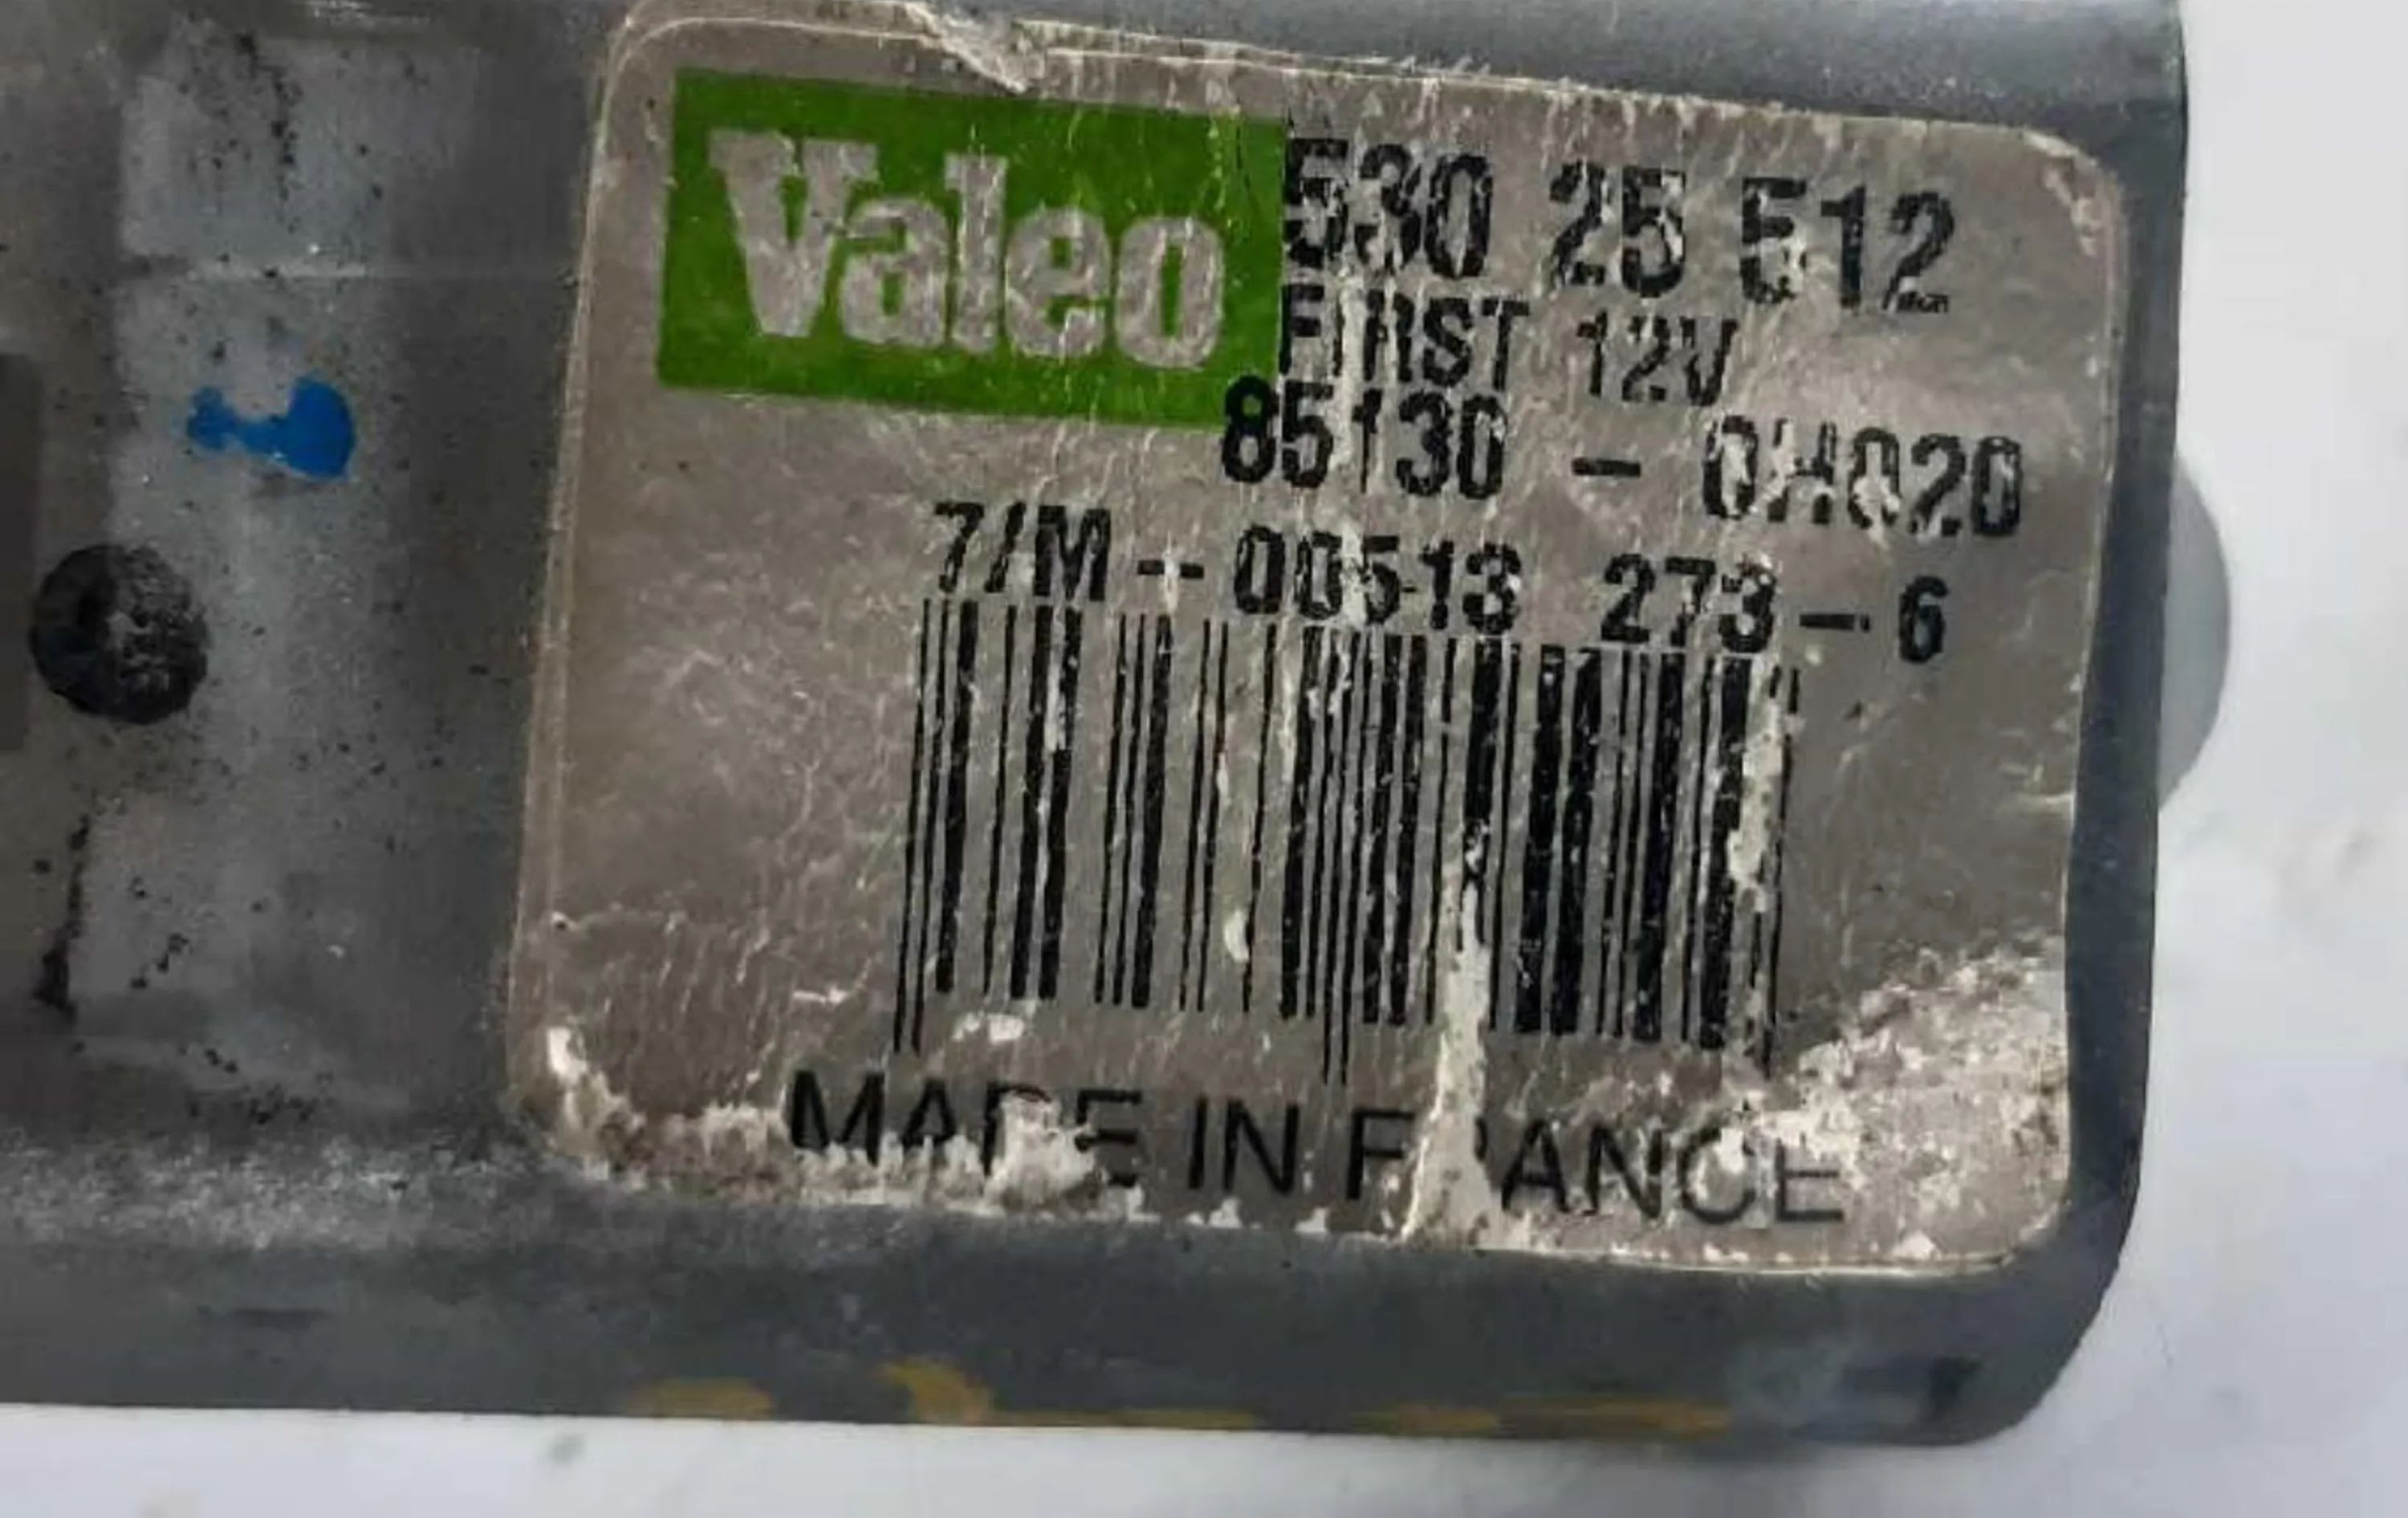 Valeo
530 25 512
FIRST 12V
85130 - 0H020
7/M - 00513 273 - 6
MADE IN FRANCE